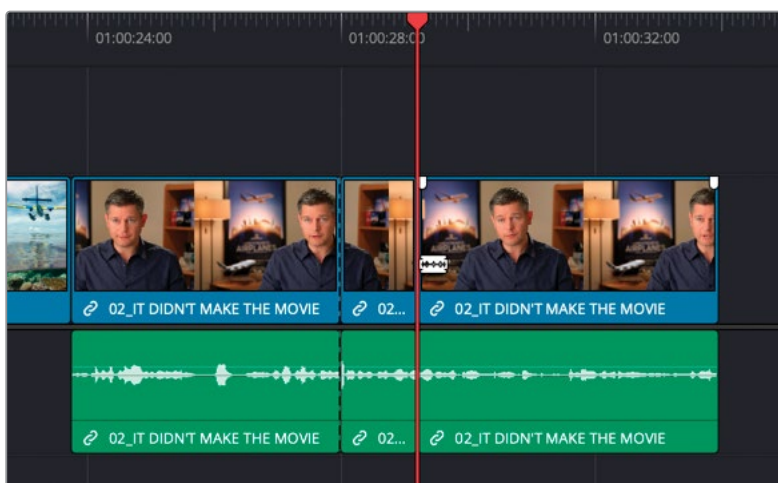 01:00:24:00 01:00:28:00 01:00:32:00
AIRPLANES
02_IT DIDN'T MAKE THE MOVIE 02... 02_IT DIDN'T MAKE THE MOVIE
02_IT DIDN'T MAKE THE MOVIE 02... 02_IT DIDN'T MAKE THE MOVIE